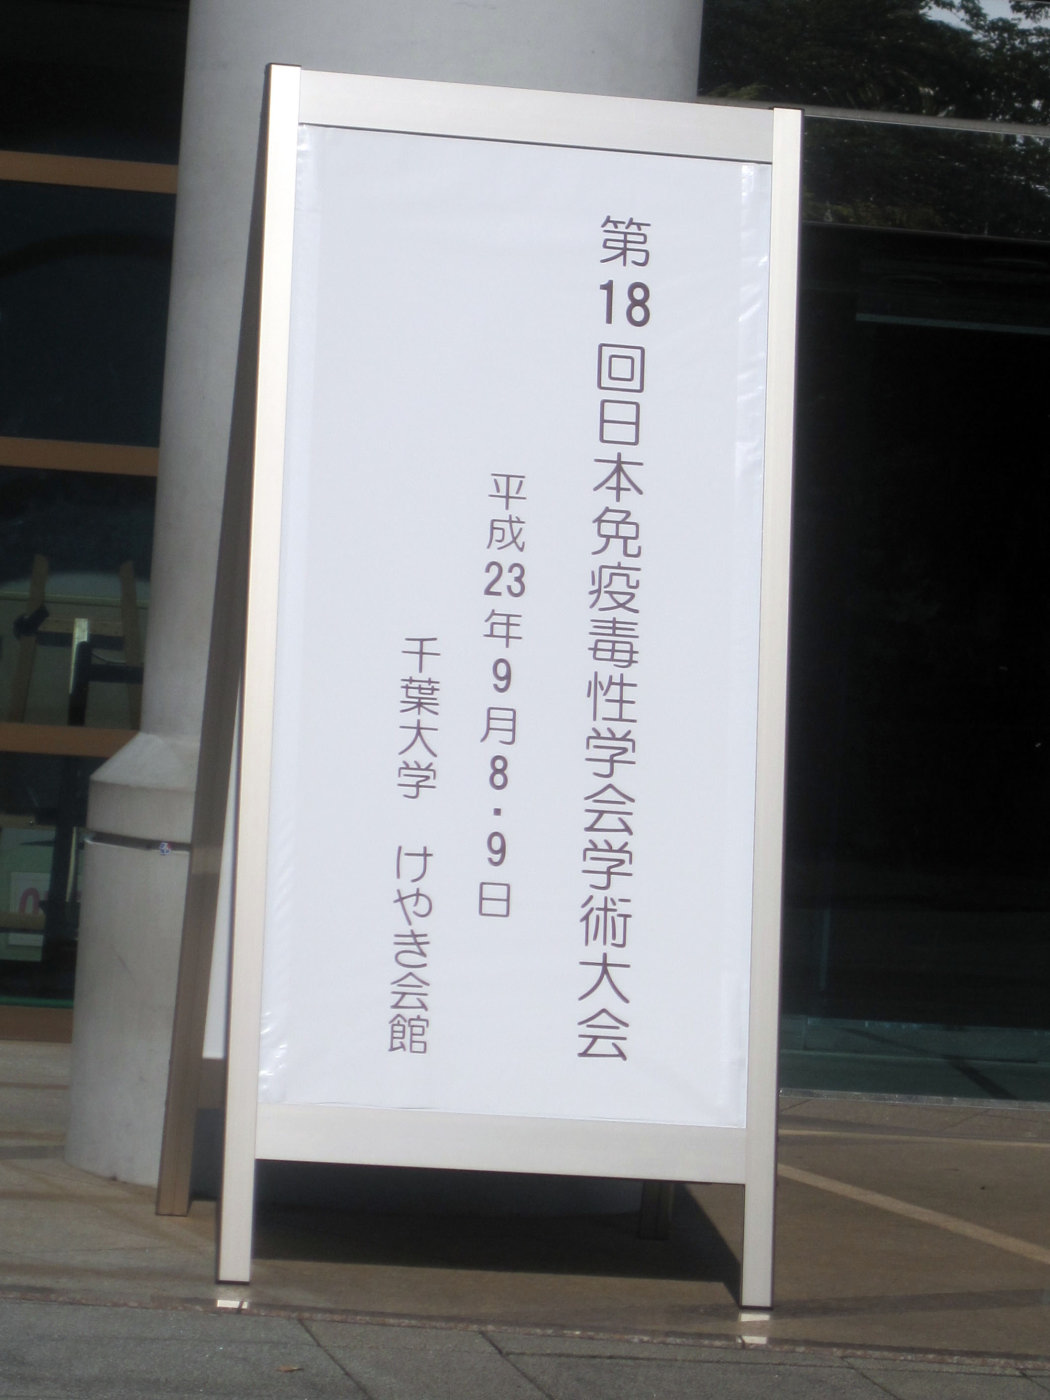 第18回日本免疫毒性学会学術大会
平成23年9月8・9日
千葉大学　けやき会館